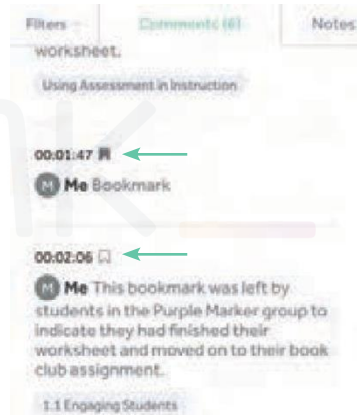 Filters
Comments (6)
Notes
worksheet.
Using Assessment in Instruction
00:01:47
M Me Bookmark
00:02:06
M Me This bookmark was left by
students in the Purple Marker group to
indicate they had finished their
worksheet and moved on to their book
club assignment.
1.1 Engaging Students